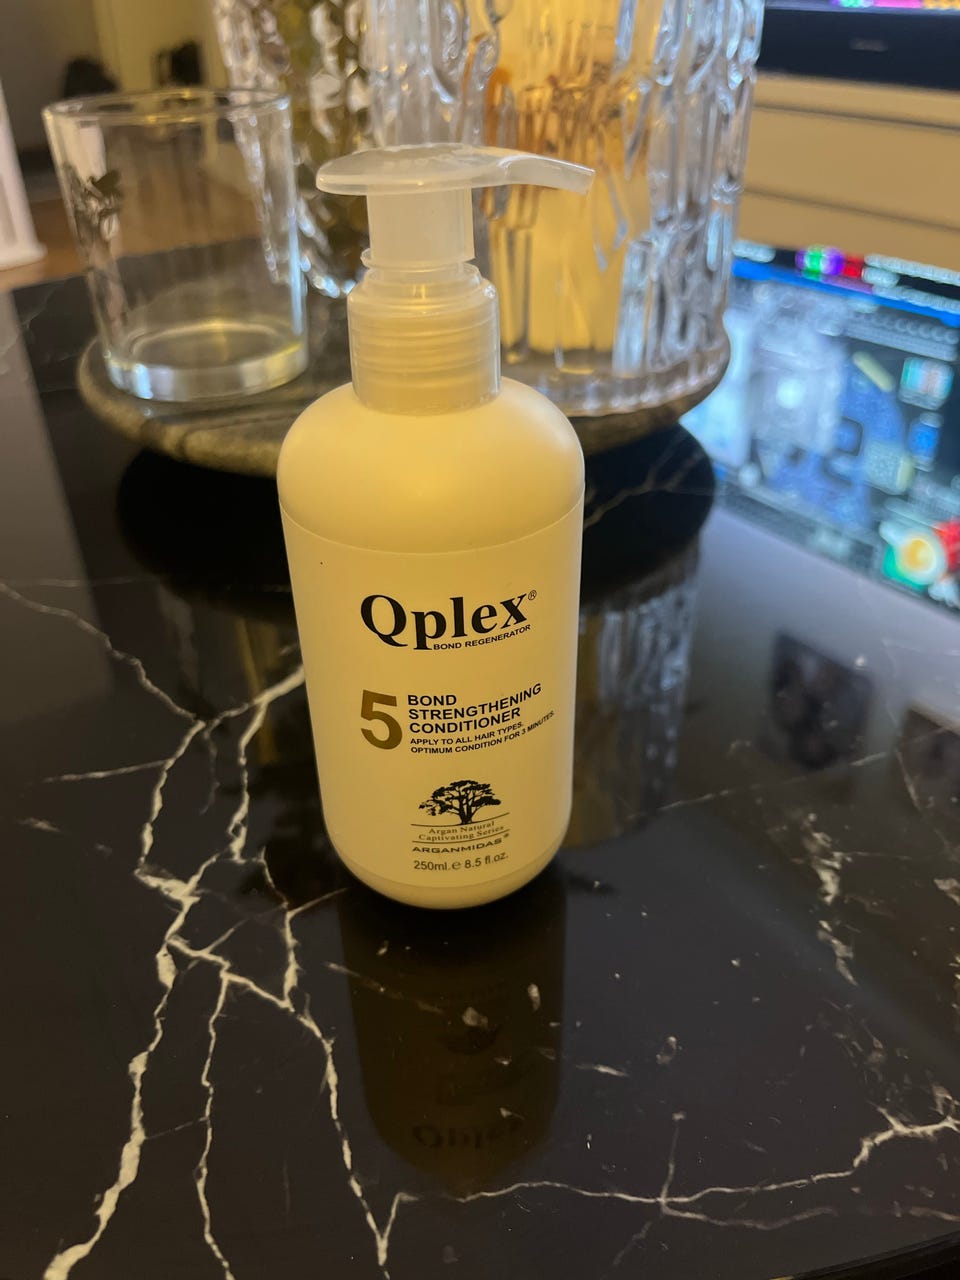 Qplex®
BOND REGENERATOR
5 BOND
STRENGTHENING
CONDITIONER
APPLY TO ALL HAIR TYPES.
OPTIMUM CONDITION FOR 3 MINUTES.
Argan Natural
Captivating Series
ARGANMIDAS®
250ml.e 8.5 fl.oz.